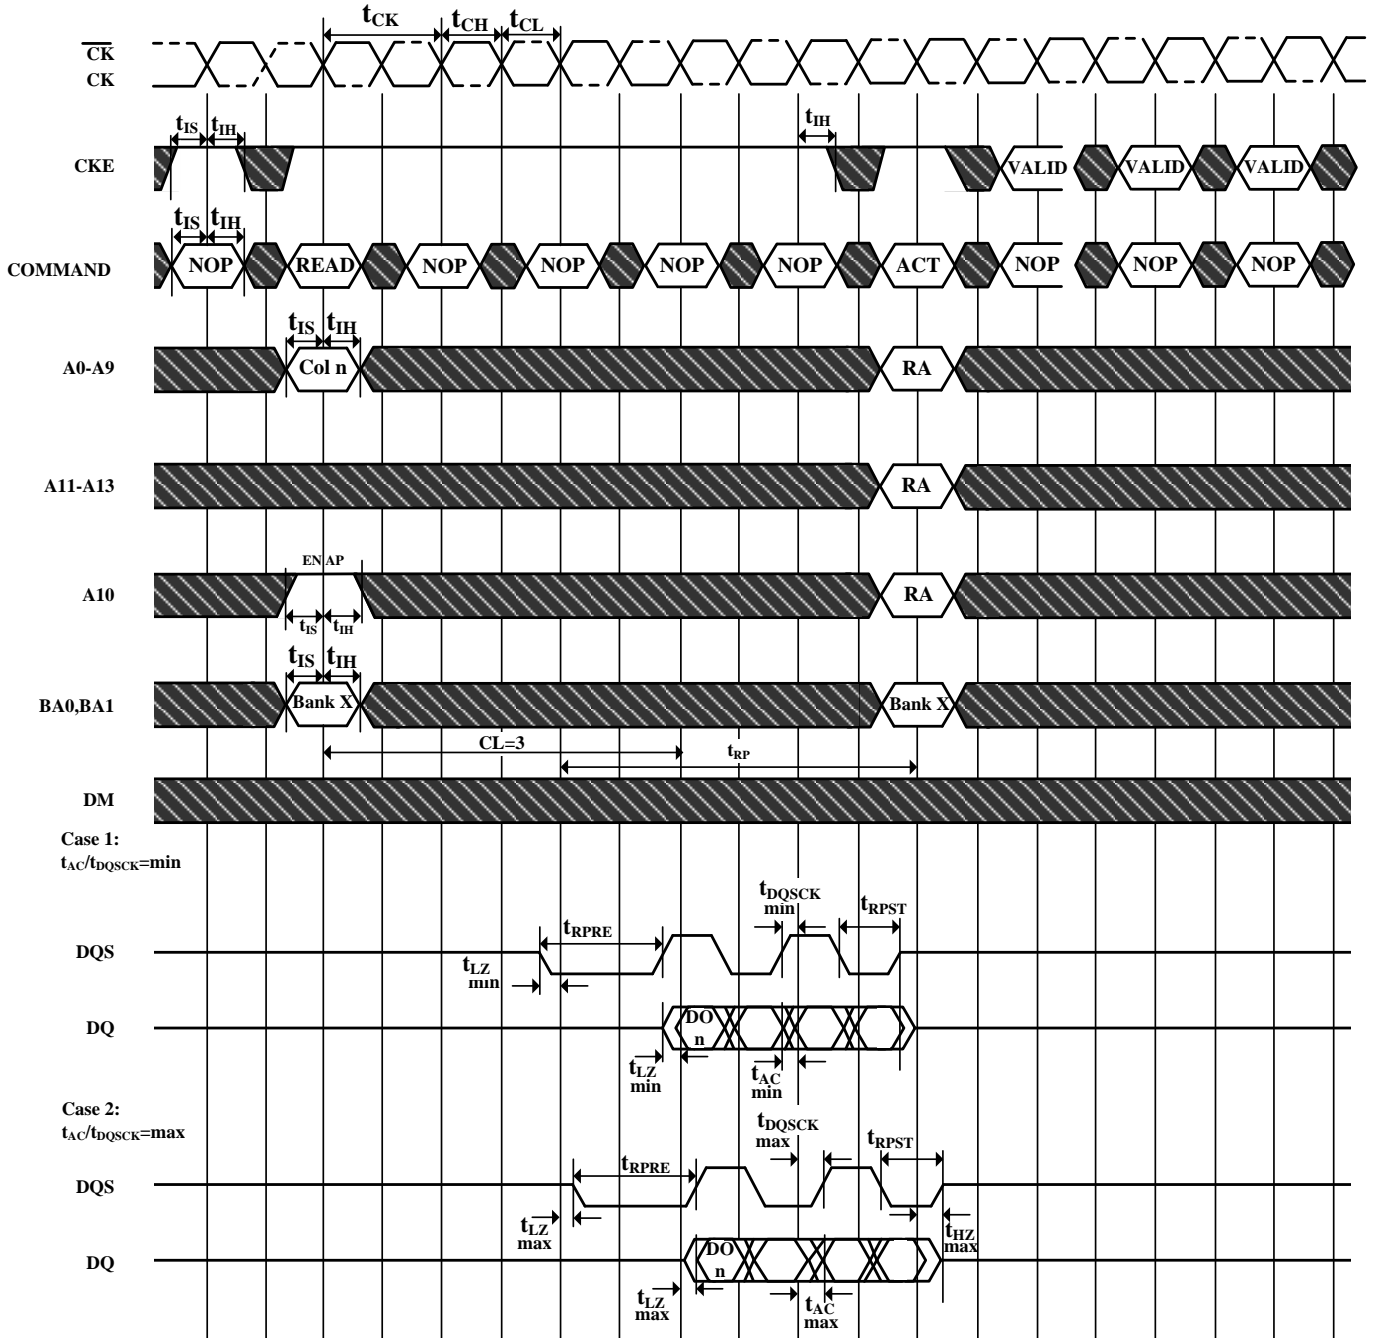 tCK tCH tCL
CK
CK
tIS tIH tIH
CKE VALID VALID VALID
tIS tIH
COMMAND NOP READ NOP NOP NOP NOP ACT NOP NOP NOP
tIS tIH
A0-A9 Col n RA
A11-A13 RA
EN AP
A10 RA
tIS tIH
tIS tIH
BA0,BA1 Bank X Bank X
CL=3 tRP
DM
Case 1:
tAC/tDQSCK=min
tDQSCK min tRPST
tRPRE
DQS
tLZ min
DQ DO n
tLZ min tAC min
Case 2:
tAC/tDQSCK=max
tDQSCK max tRPST
tRPRE
DQS
tLZ max tHZ max
DQ DO n
tLZ max tAC max